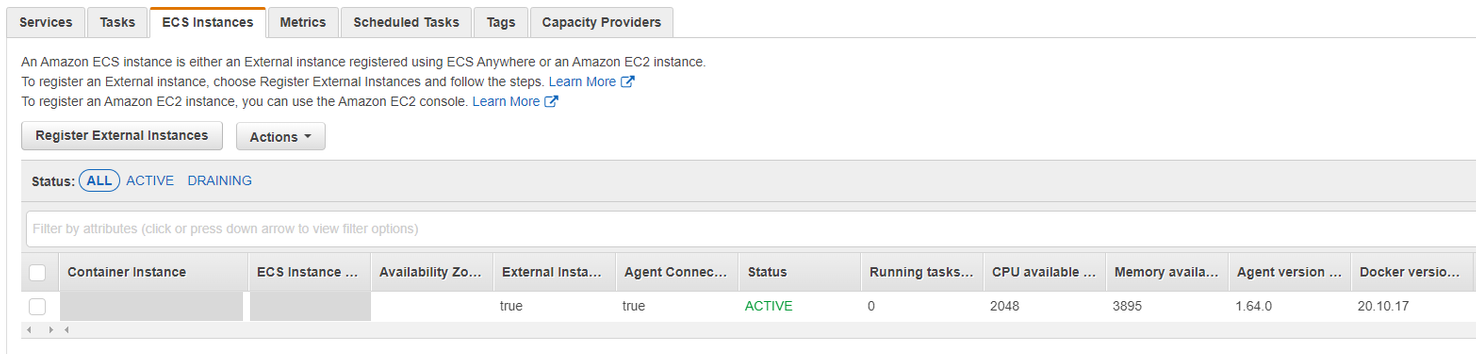 Services Tasks ECS Instances Metrics Scheduled Tasks Tags Capacity Providers
An Amazon ECS instance is either an External instance registered using ECS Anywhere or an Amazon EC2 instance.
To register an External instance, choose Register External Instances and follow the steps. Learn More
To register an Amazon EC2 instance, you can use the Amazon EC2 console. Learn More
Register External Instances Actions
Status: ALL ACTIVE DRAINING
Filter by attributes (click or press down arrow to view filter options)
Container Instance ECS Instance ... Availability Zo... External Insta... Agent Connec... Status Running tasks... CPU available ... Memory availa... Agent version ... Docker versio...
true true ACTIVE 0 2048 3895 1.64.0 20.10.17